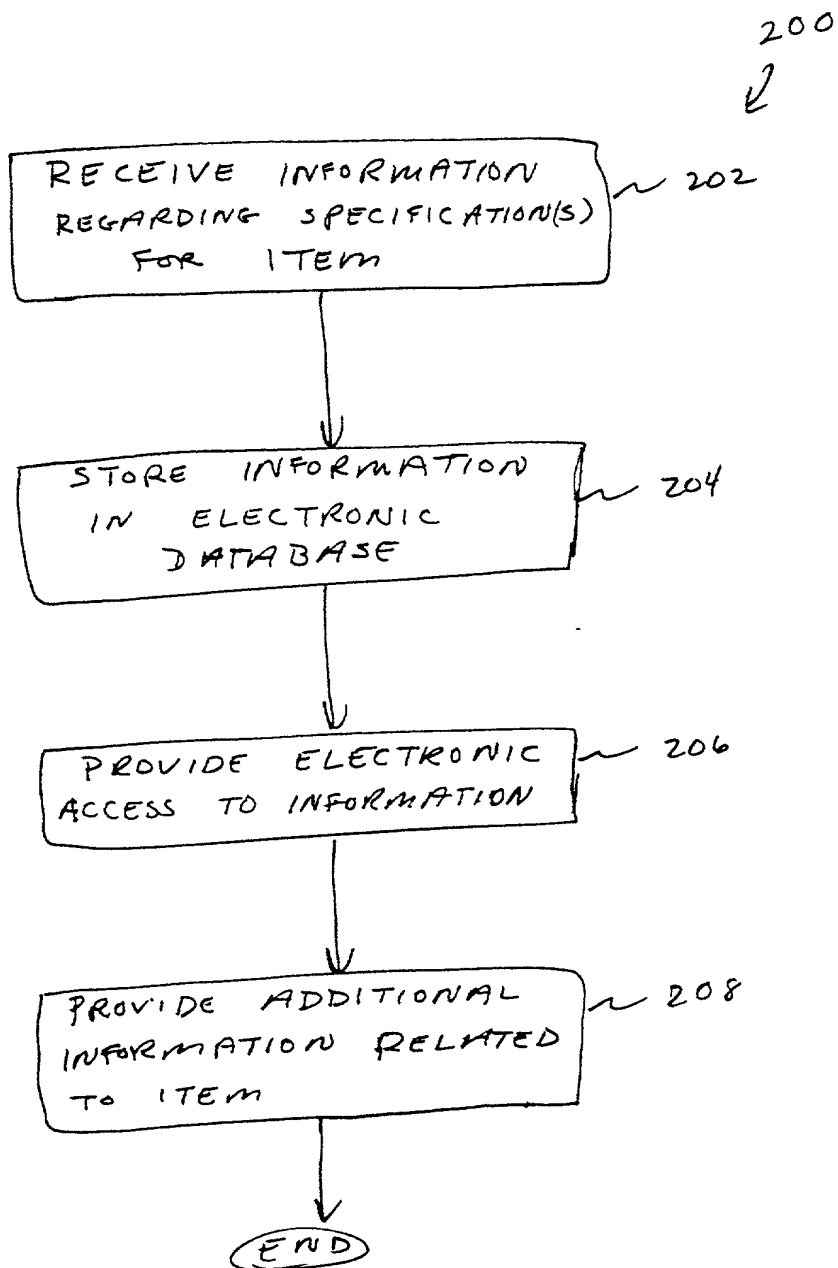 200
RECEIVE INFORMATION
REGARDING SPECIFICATION(S)
FOR ITEM
202
STORE INFORMATION
IN ELECTRONIC
DATABASE
204
PROVIDE ELECTRONIC
ACCESS TO INFORMATION
206
PROVIDE ADDITIONAL
INFORMATION RELATED
TO ITEM
208
END